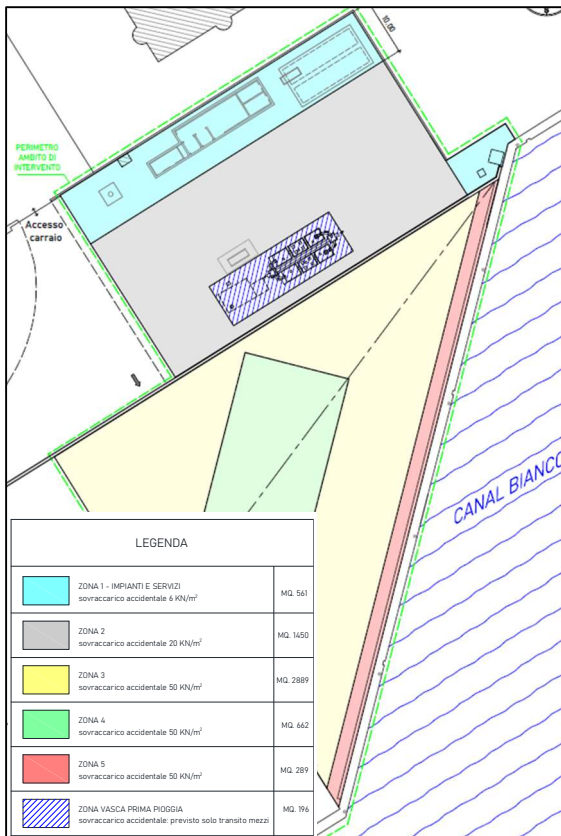 10.00
PERIMETRO
AMBITO DI
INTERVENTO
Accesso
carraio
CANAL BIANCO
LEGENDA
ZONA 1 - IMPIANTI E SERVIZI
sovraccarico accidentale 6 KN/m²
MQ. 561
ZONA 2
sovraccarico accidentale 20 KN/m²
MQ. 1450
ZONA 3
sovraccarico accidentale 50 KN/m²
MQ. 2889
ZONA 4
sovraccarico accidentale 50 KN/m²
MQ. 662
ZONA 5
sovraccarico accidentale 50 KN/m²
MQ. 289
ZONA VASCA PRIMA PIOGGIA
sovraccarico accidentale: previsto solo transito mezzi
MQ. 196